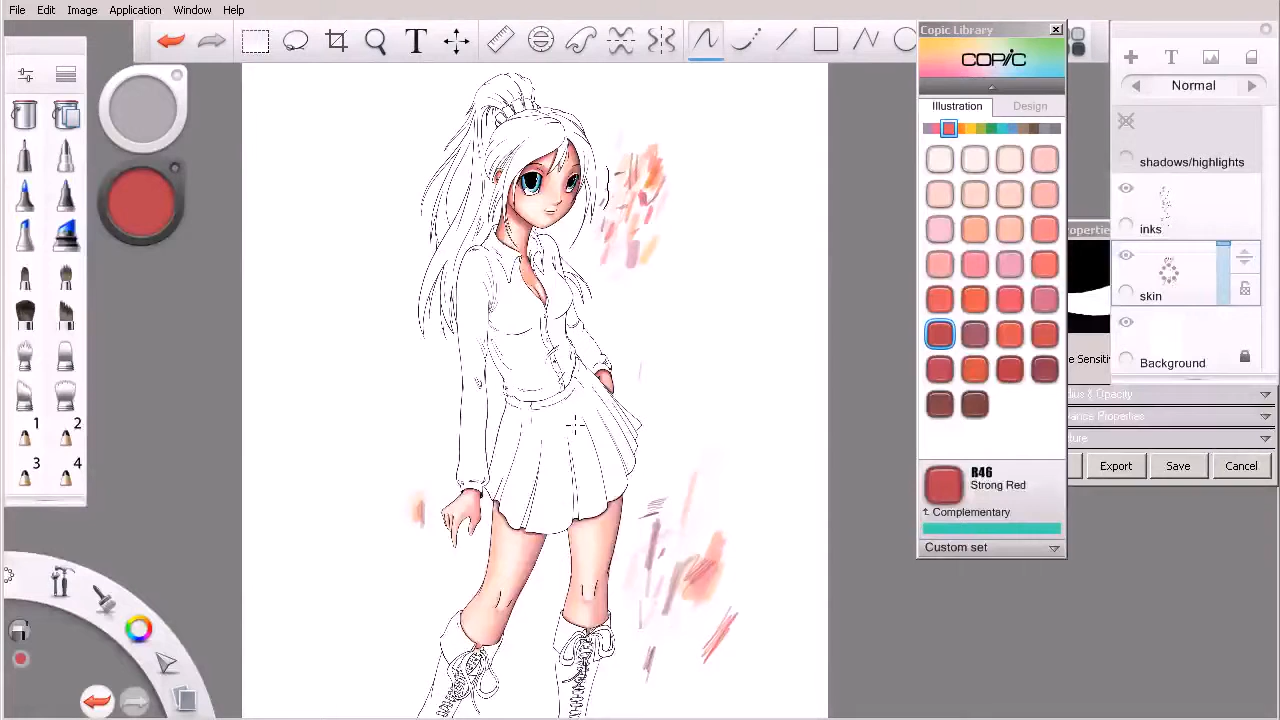 File Edit Image Application Window Help
Copic Library
COPIC
Illustration Design
Normal
shadows/highlights
inks
skin
Background
1 2
3 4
R46
Strong Red
Complementary
Custom set
Export Save Cancel